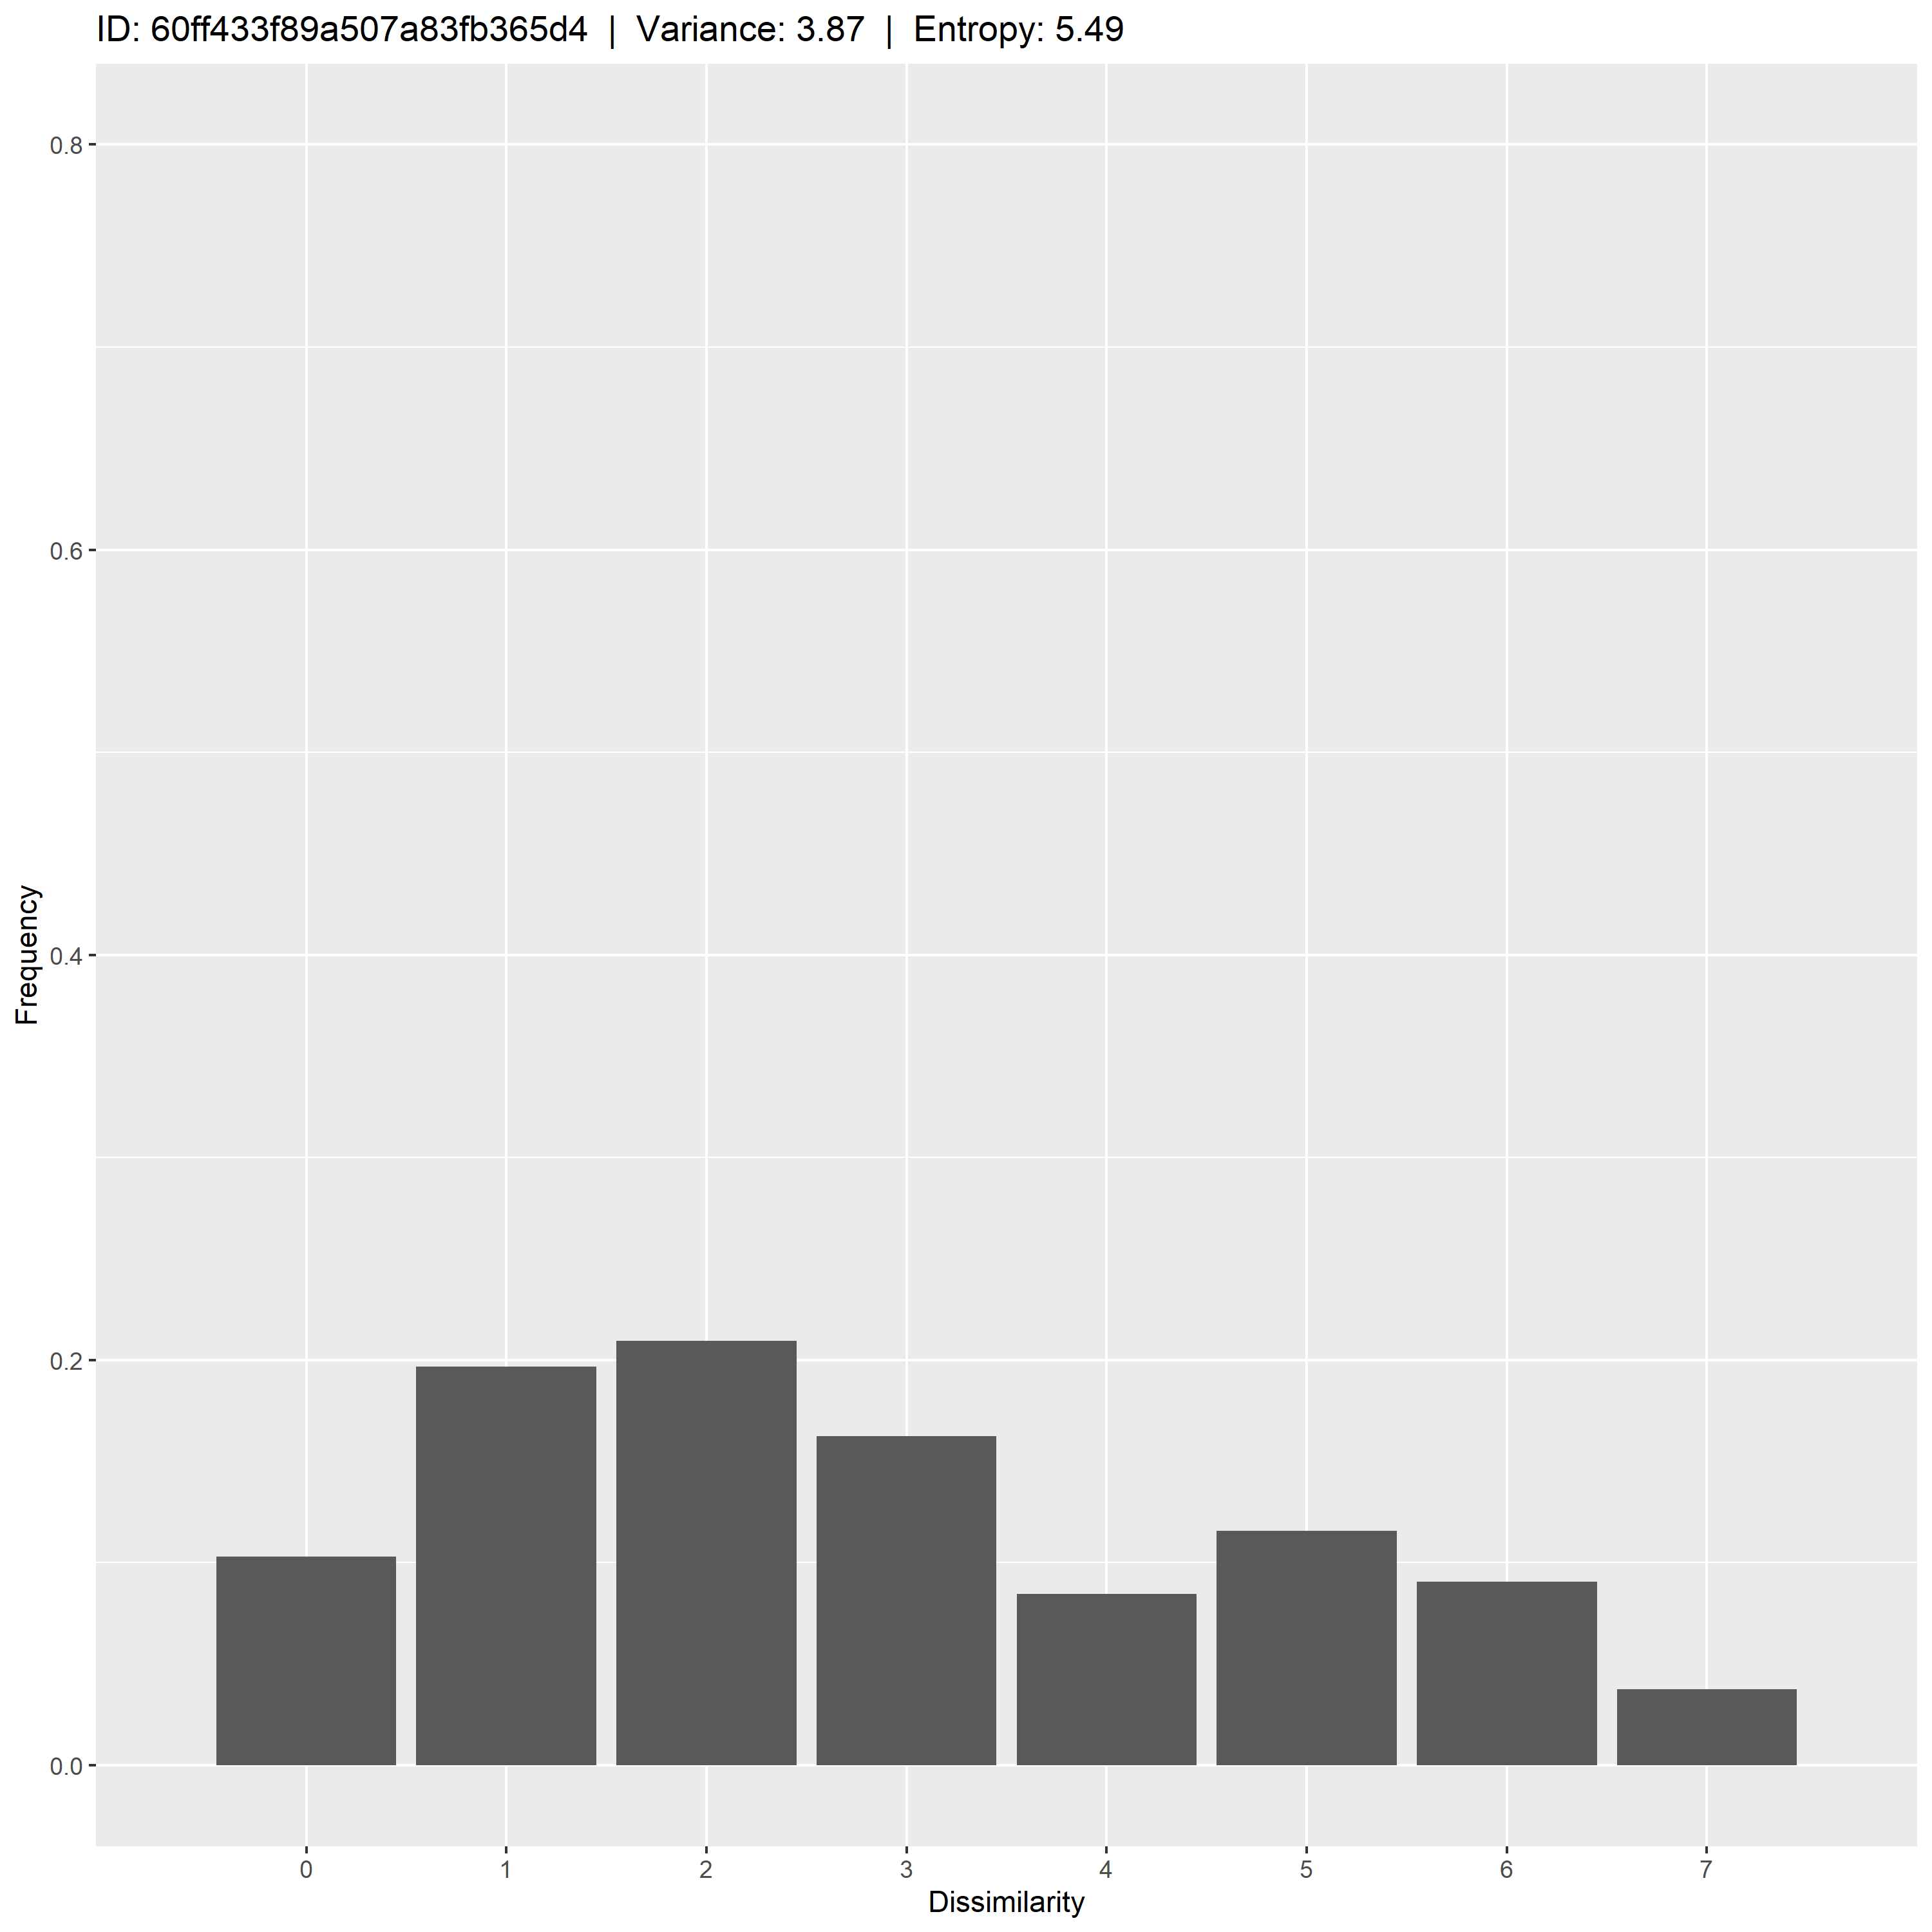 ID: 60ff433f89a507a83fb365d4 | Variance: 3.87 | Entropy: 5.49
0.8
0.6
0.4
0.2
0.0
Frequency
0 1 2 3 4 5 6 7
Dissimilarity